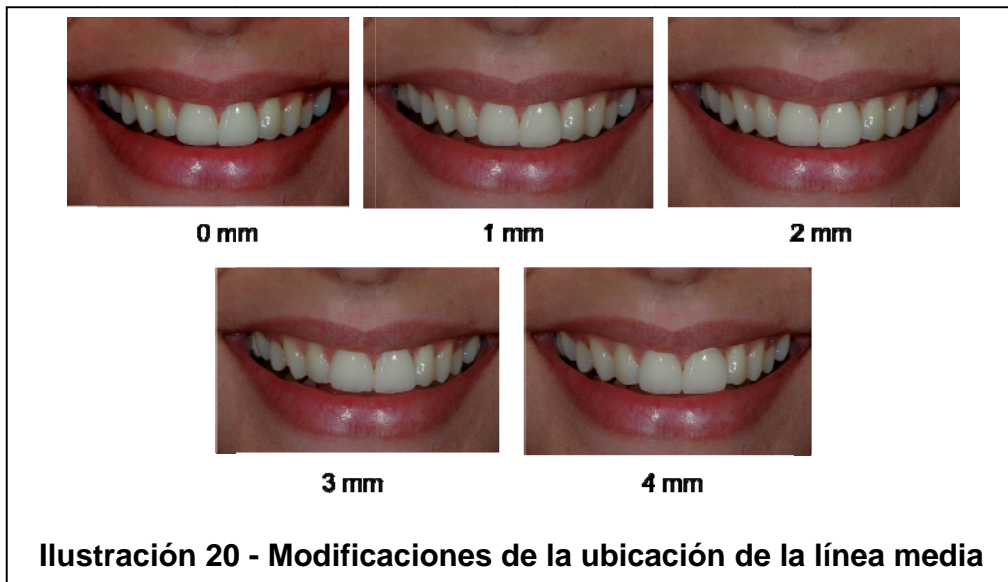 0 mm
1 mm
2 mm
3 mm
4 mm
Ilustración 20 - Modificaciones de la ubicación de la línea media